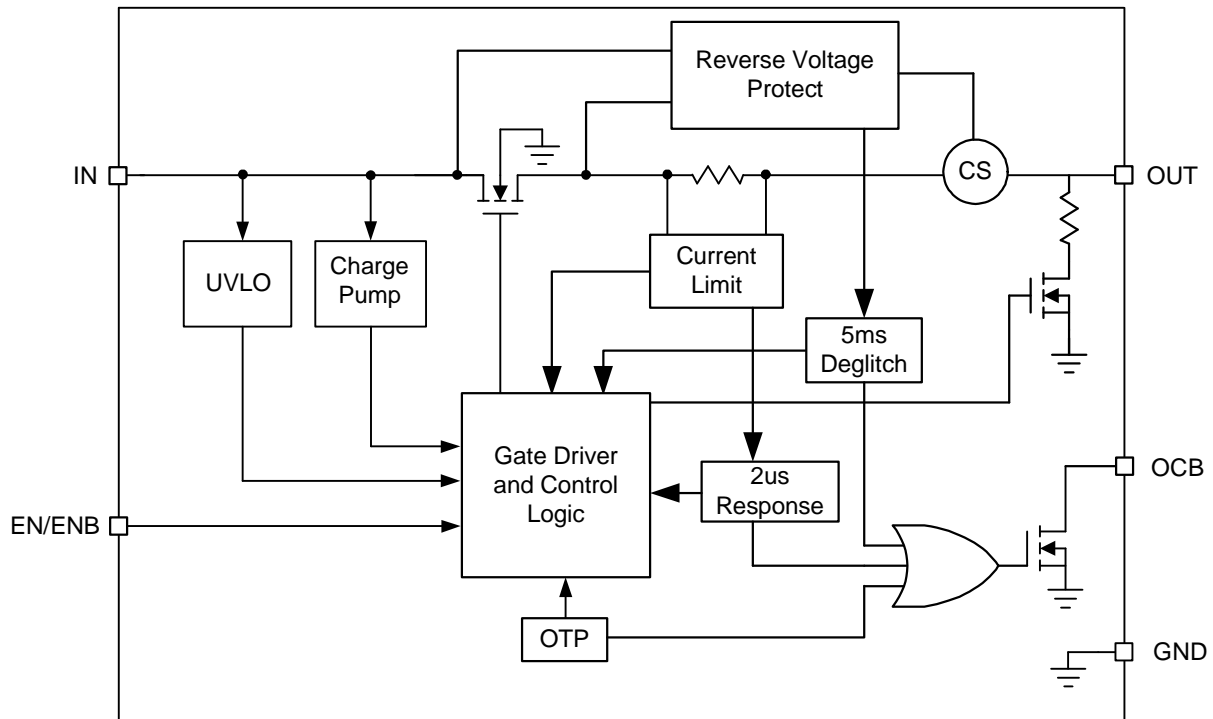 Reverse Voltage
Protect
IN
CS
OUT
UVLO
Charge
Pump
Current
Limit
5ms
Deglitch
Gate Driver
and Control
Logic
2us
Response
OCB
EN/ENB
OTP
GND